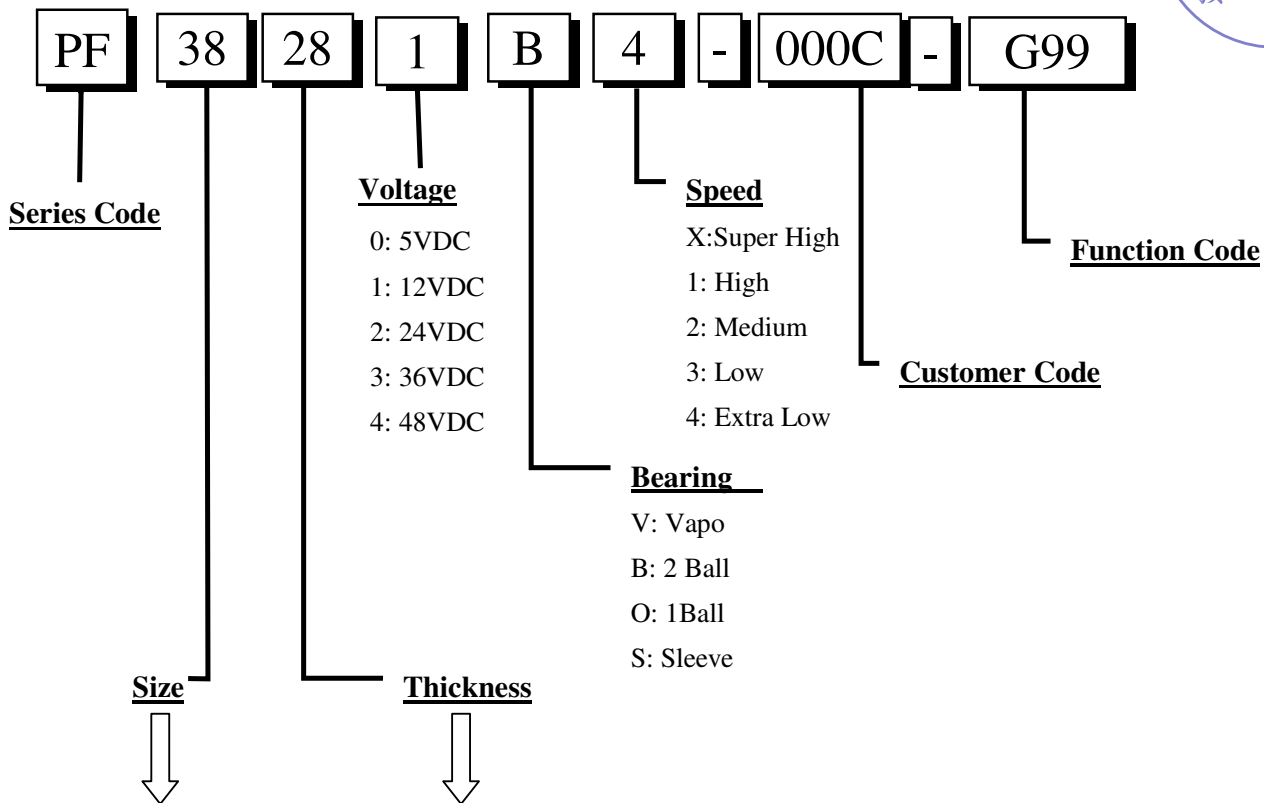 PF 38 28 1 B 4 - 000C - G99
Series Code
Voltage
0: 5VDC
1: 12VDC
2: 24VDC
3: 36VDC
4: 48VDC
Speed
X:Super High
1: High
2: Medium
3: Low
4: Extra Low
Function Code
Customer Code
Bearing
V: Vapo
B: 2 Ball
O: 1Ball
S: Sleeve
Size
Thickness